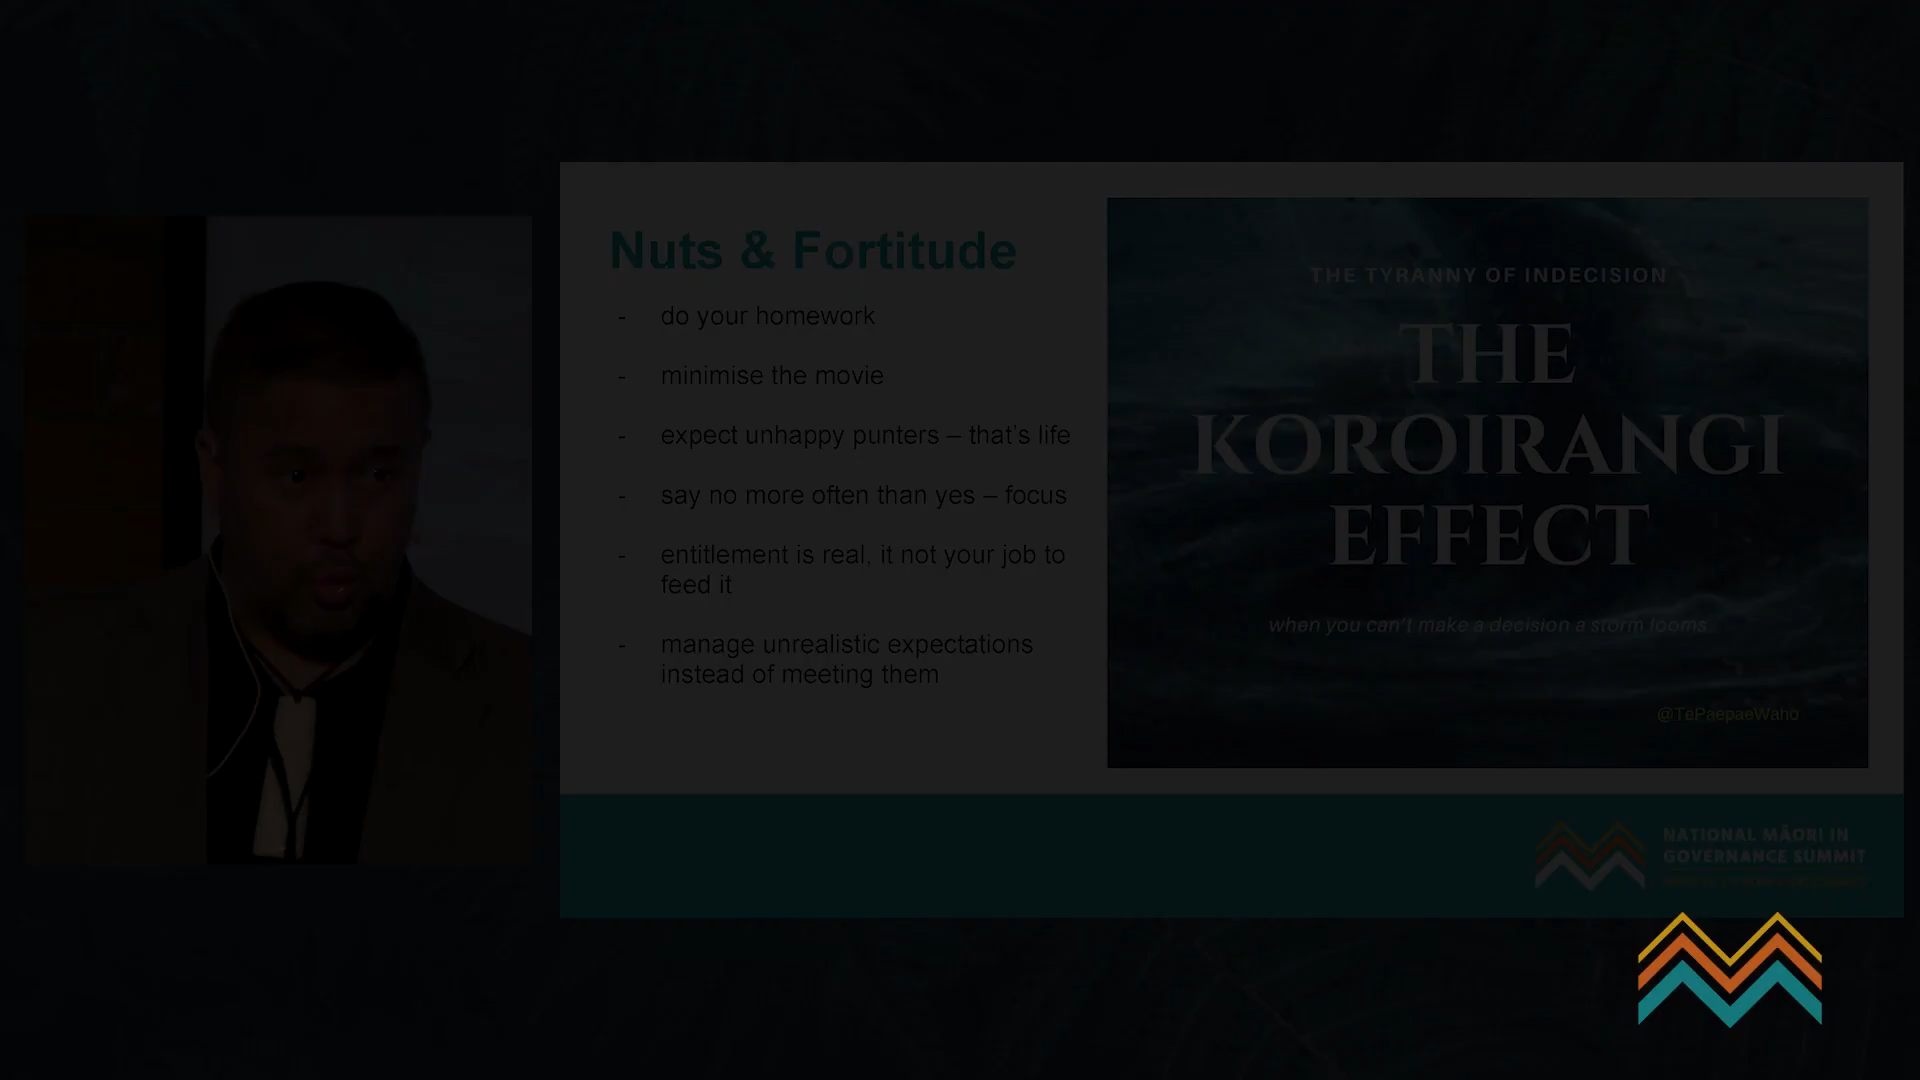 Nuts & Fortitude
- do your homework
- minimise the movie
- expect unhappy punters – that's life
- say no more often than yes – focus
- entitlement is real, it not your job to
feed it
- manage unrealistic expectations
instead of meeting them
THE TYRANNY OF INDECISION
THE
KOROIRANGI
EFFECT
when you can't make a decision a storm looms
@TePaepaeWaho
NATIONAL MĀORI IN
GOVERNANCE SUMMIT